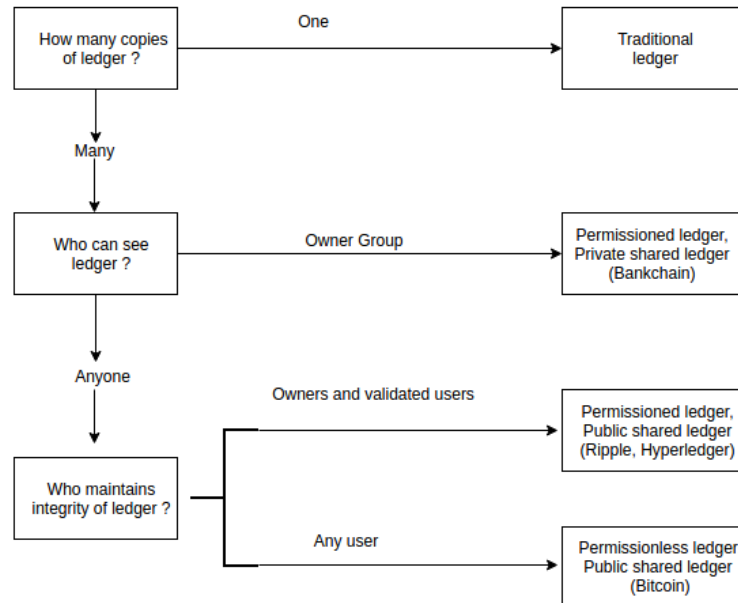 How many copies
of ledger ?
One
Traditional
ledger
Many
Who can see
ledger ?
Owner Group
Permissioned ledger,
Private shared ledger
(Bankchain)
Anyone
Owners and validated users
Permissioned ledger,
Public shared ledger
(Ripple, Hyperledger)
Who maintains
integrity of ledger ?
Any user
Permissionless ledger,
Public shared ledger
(Bitcoin)